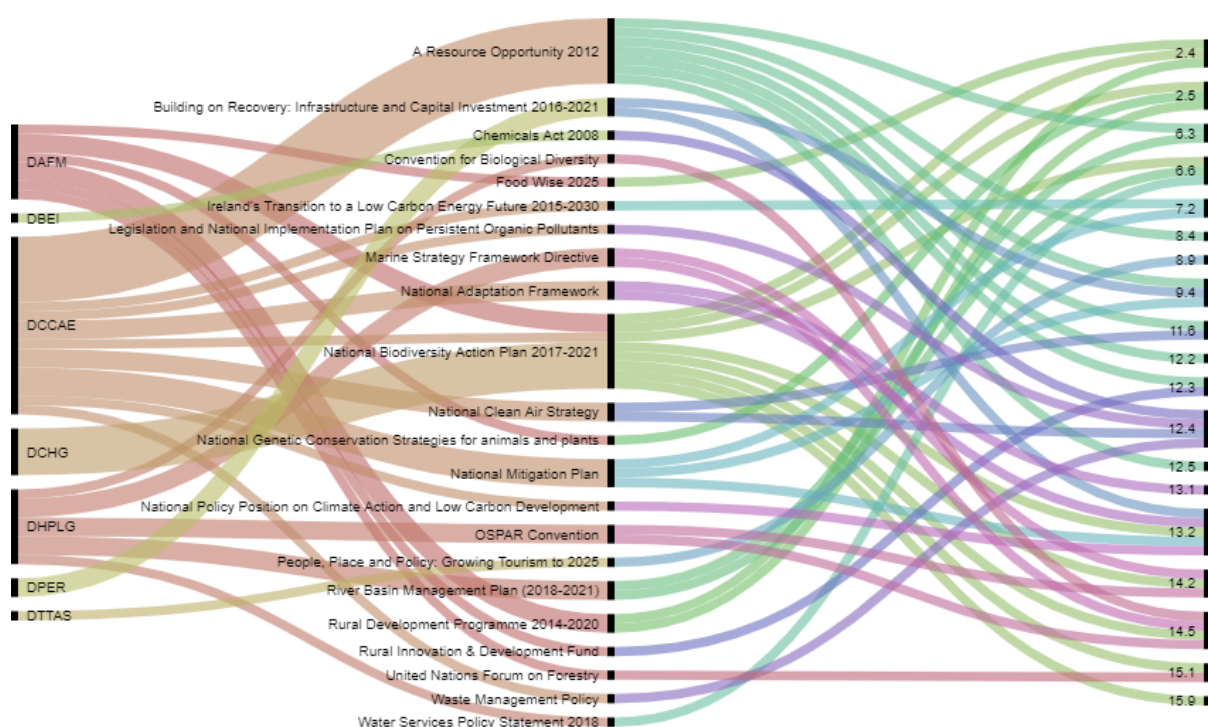 DAFM
DBEI
DCCAE
DCHG
DHPLG
DPER
DTTAS
A Resource Opportunity 2012
Building on Recovery: Infrastructure and Capital Investment 2016-2021
Chemicals Act 2008
Convention for Biological Diversity
Food Wise 2025
Ireland's Transition to a Low Carbon Energy Future 2015-2030
Legislation and National Implementation Plan on Persistent Organic Pollutants
Marine Strategy Framework Directive
National Adaptation Framework
National Biodiversity Action Plan 2017-2021
National Clean Air Strategy
National Genetic Conservation Strategies for animals and plants
National Mitigation Plan
National Policy Position on Climate Action and Low Carbon Development
OSPAR Convention
People, Place and Policy: Growing Tourism to 2025
River Basin Management Plan (2018-2021)
Rural Development Programme 2014-2020
Rural Innovation & Development Fund
United Nations Forum on Forestry
Waste Management Policy
Water Services Policy Statement 2018
2.4
2.5
6.3
6.6
7.2
8.4
8.9
9.4
11.6
12.2
12.3
12.4
12.5
13.1
13.2
14.2
14.5
15.1
15.9